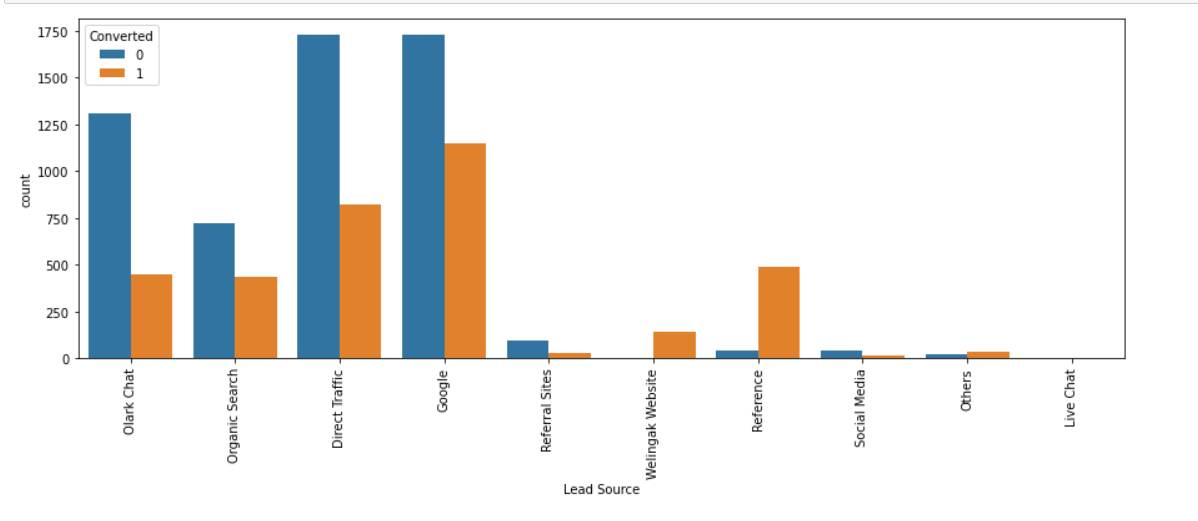 Converted
0
1
1750
1500
1250
1000
750
500
250
0
count
Olark Chat
Organic Search
Direct Traffic
Google
Referral Sites
Welingak Website
Reference
Social Media
Others
Live Chat
Lead Source